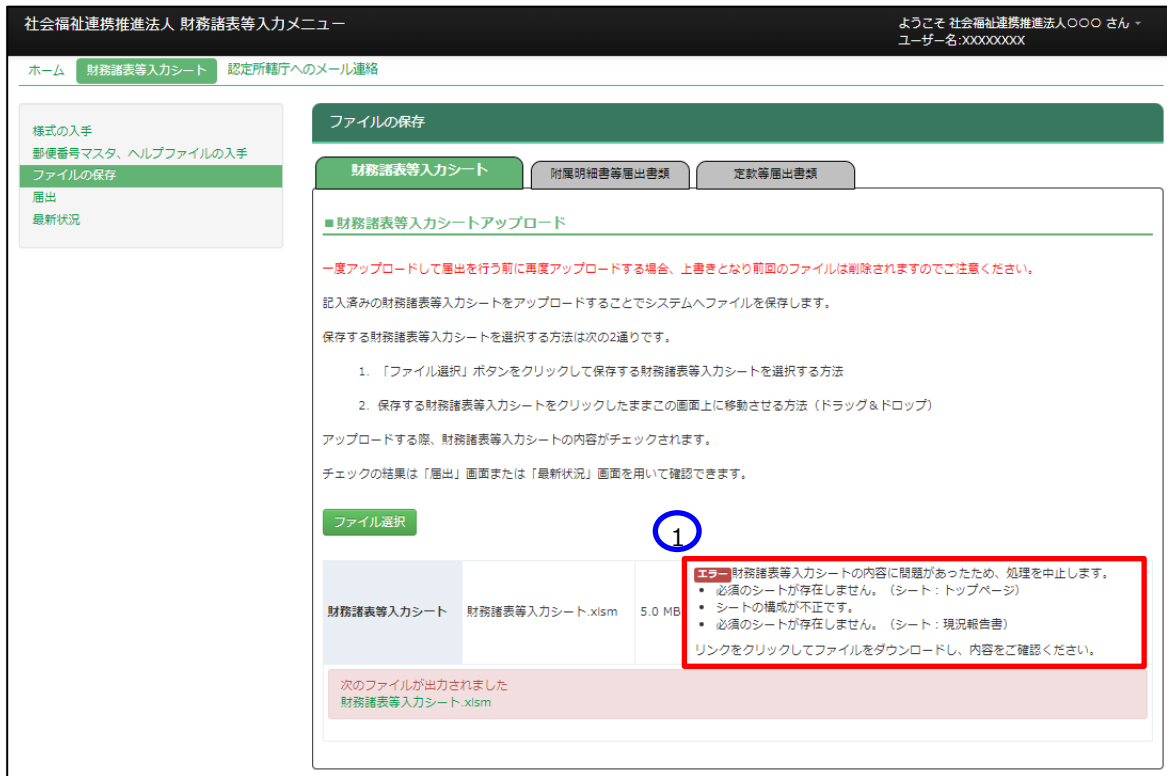 社会福祉連携推進法人 財務諸表等入力メニュー
ようこそ 社会福祉連携推進法人○○○ さん
ユーザー名:XXXXXXXX
ホーム 財務諸表等入力シート 認定所轄庁へのメール連絡
様式の入手
郵便番号マスタ、ヘルプファイルの入手
ファイルの保存
届出
最新状況
ファイルの保存
財務諸表等入力シート 附属明細書等届出書類 定款等届出書類
■財務諸表等入力シートアップロード
一度アップロードして届出を行う前に再度アップロードする場合、上書きとなり前回のファイルは削除されますのでご注意ください。
記入済みの財務諸表等入力シートをアップロードすることでシステムへファイルを保存します。
保存する財務諸表等入力シートを選択する方法は次の2通りです。
1. 「ファイル選択」ボタンをクリックして保存する財務諸表等入力シートを選択する方法
2. 保存する財務諸表等入力シートをクリックしたままこの画面上に移動させる方法（ドラッグ＆ドロップ）
アップロードする際、財務諸表等入力シートの内容がチェックされます。
チェックの結果は「届出」画面または「最新状況」画面を用いて確認できます。
ファイル選択
1
財務諸表等入力シート 財務諸表等入力シート.xlsm 5.0 MB
エラー 財務諸表等入力シートの内容に問題があったため、処理を中止します。
• 必須のシートが存在しません。（シート：トップページ）
• シートの構成が不正です。
• 必須のシートが存在しません。（シート：現況報告書）
リンクをクリックしてファイルをダウンロードし、内容をご確認ください。
次のファイルが出力されました
財務諸表等入力シート.xlsm